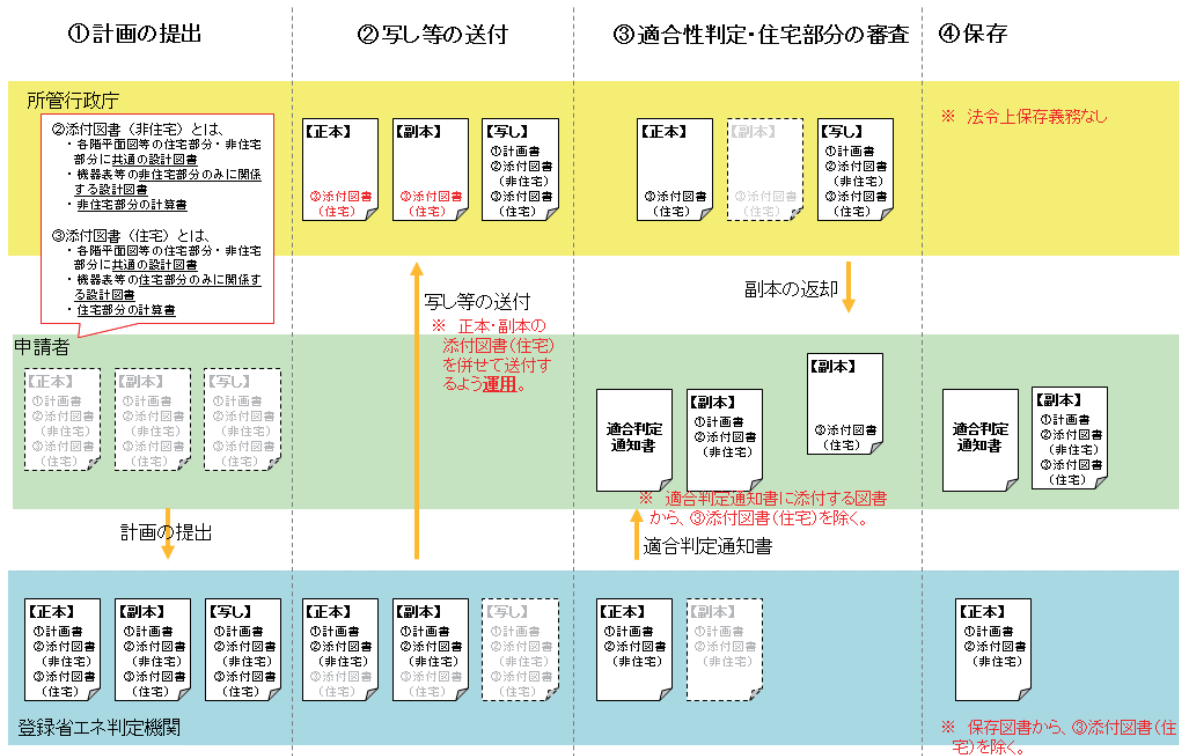 ①計画の提出
②写し等の送付
③適合性判定・住宅部分の審査
④保存
所管行政庁
②添付図書（非住宅）とは、
・各階平面図等の住宅部分・非住宅
部分に共通の設計図書
・機器表等の非住宅部分のみに関係
する設計図書
・非住宅部分の計算書
③添付図書（住宅）とは、
・各階平面図等の住宅部分・非住宅
部分に共通の設計図書
・機器表等の住宅部分のみに関係す
る設計図書
・住宅部分の計算書
【正本】
③添付図書
(住宅)
【副本】
③添付図書
(住宅)
【写し】
①計画書
②添付図書
(非住宅)
③添付図書
(住宅)
【正本】
③添付図書
(住宅)
【副本】
③添付図書
(住宅)
【写し】
①計画書
②添付図書
(非住宅)
③添付図書
(住宅)
※ 法令上保存義務なし
写し等の送付
※ 正本・副本の
添付図書(住宅)
を併せて送付す
るよう運用。
副本の返却
申請者
【正本】
①計画書
②添付図書
(非住宅)
③添付図書
(住宅)
【副本】
①計画書
②添付図書
(非住宅)
③添付図書
(住宅)
【写し】
①計画書
②添付図書
(非住宅)
③添付図書
(住宅)
適合判定
通知書
【副本】
①計画書
②添付図書
(非住宅)
【副本】
③添付図書
(住宅)
適合判定
通知書
【副本】
①計画書
②添付図書
(非住宅)
③添付図書
(住宅)
※ 適合判定通知書に添付する図書
から、③添付図書(住宅)を除く。
計画の提出
適合判定通知書
【正本】
①計画書
②添付図書
(非住宅)
③添付図書
(住宅)
【副本】
①計画書
②添付図書
(非住宅)
③添付図書
(住宅)
【写し】
①計画書
②添付図書
(非住宅)
③添付図書
(住宅)
【正本】
①計画書
②添付図書
(非住宅)
③添付図書
(住宅)
【副本】
①計画書
②添付図書
(非住宅)
③添付図書
(住宅)
【写し】
①計画書
②添付図書
(非住宅)
③添付図書
(住宅)
【正本】
①計画書
②添付図書
(非住宅)
【副本】
①計画書
②添付図書
(非住宅)
【正本】
①計画書
②添付図書
(非住宅)
登録省エネ判定機関
※ 保存図書から、③添付図書(住
宅)を除く。